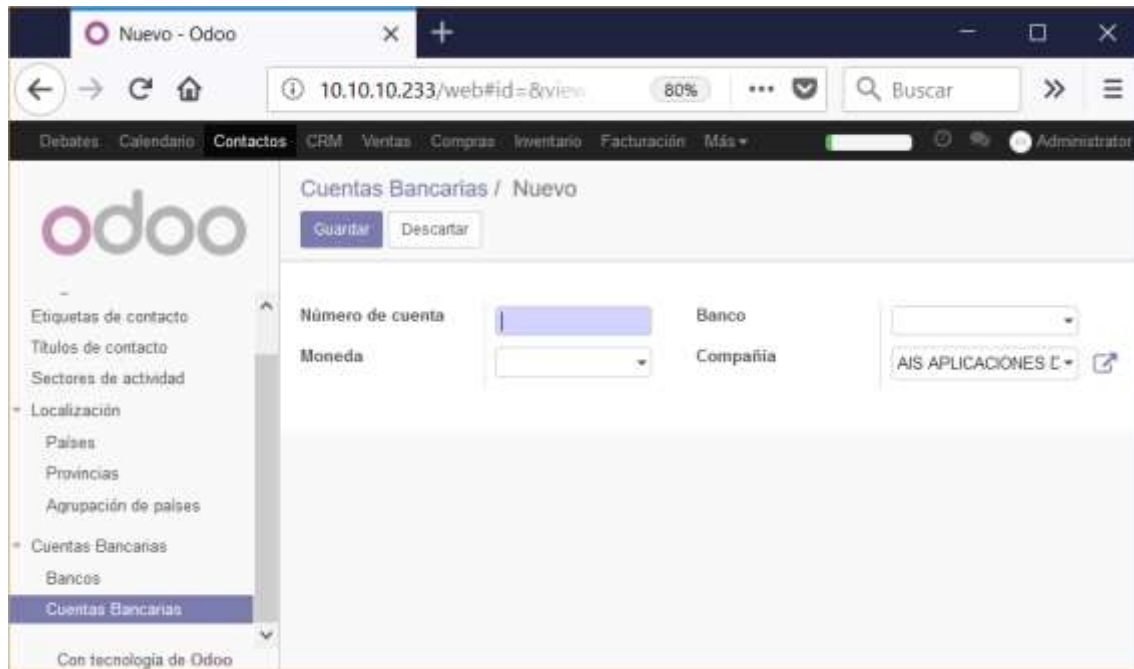 Nuevo - Odoo
10.10.10.233/web#id=&view
80%
Buscar
Debates Calendario Contactos CRM Ventas Compras Inventario Facturación Más
Administrator
odoo
Cuentas Bancarias / Nuevo
Guardar Descartar
Etiquetas de contacto
Títulos de contacto
Sectores de actividad
Localización
Países
Provincias
Agrupación de países
Cuentas Bancarias
Bancos
Cuentas Bancarias
Con tecnología de Odoo
Número de cuenta
Banco
Moneda
Compañía
AIS APLICACIONES